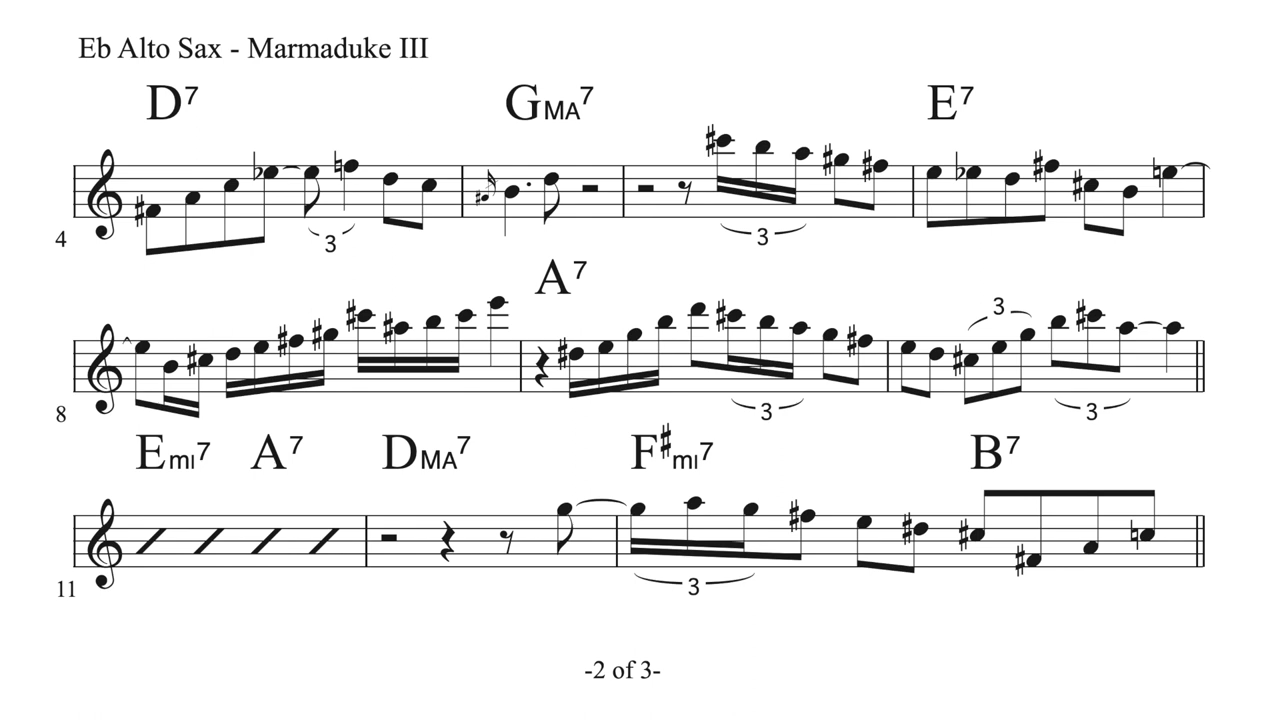 Eb Alto Sax - Marmaduke III
D7 GMA7 E7
3 3
4
A7
3
3 3
8
Emi7 A7 DMA7 F♯mi7 B7
3
11
-2 of 3-